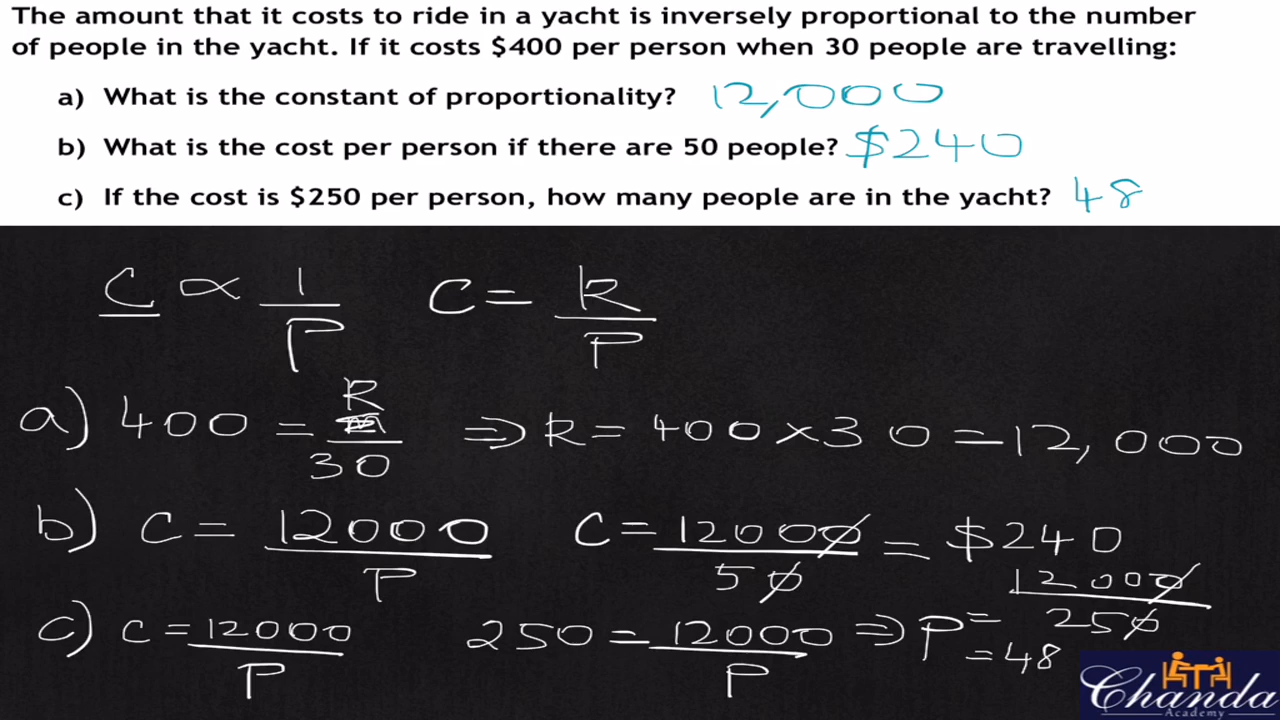 The amount that it costs to ride in a yacht is inversely proportional to the number
of people in the yacht. If it costs $400 per person when 30 people are travelling:
a) What is the constant of proportionality? 12,000
b) What is the cost per person if there are 50 people? $240
c) If the cost is $250 per person, how many people are in the yacht? 48
C ∝ 1/P C = k/P
a) 400 = k/30 ⇒ k = 400 × 30 = 12,000
b) C = 12000/P C = 12000/50 = $240
c) C = 12000/P 250 = 12000/P ⇒ P = 12000/250
= 48
Chanda
Academy